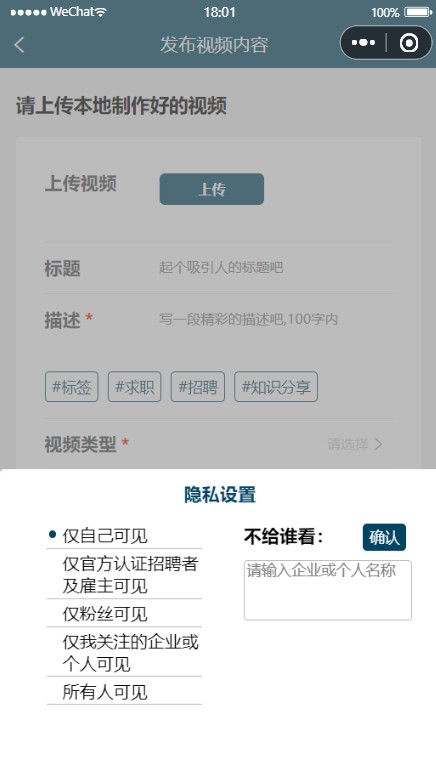 WeChat 18:01 100%
发布视频内容
请上传本地制作好的视频
上传视频 上传
标题 起个吸引人的标题吧
描述 * 写一段精彩的描述吧,100字内
#标签 #求职 #招聘 #知识分享
视频类型 * 请选择
隐私设置
仅自己可见
仅官方认证招聘者
及雇主可见
仅粉丝可见
仅我关注的企业或
个人可见
所有人可见
不给谁看： 确认
请输入企业或个人名称